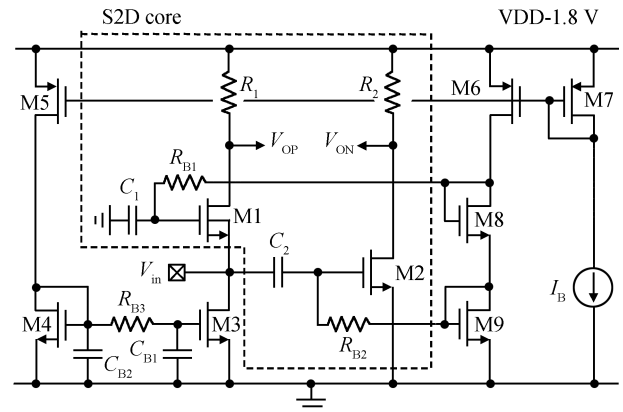 S2D core
VDD-1.8 V
M5
R1
R2
M6
M7
VOP
VON
RB1
C1
M1
M8
C2
Vin
M2
IB
M4
RB3
M3
RB2
M9
CB2
CB1